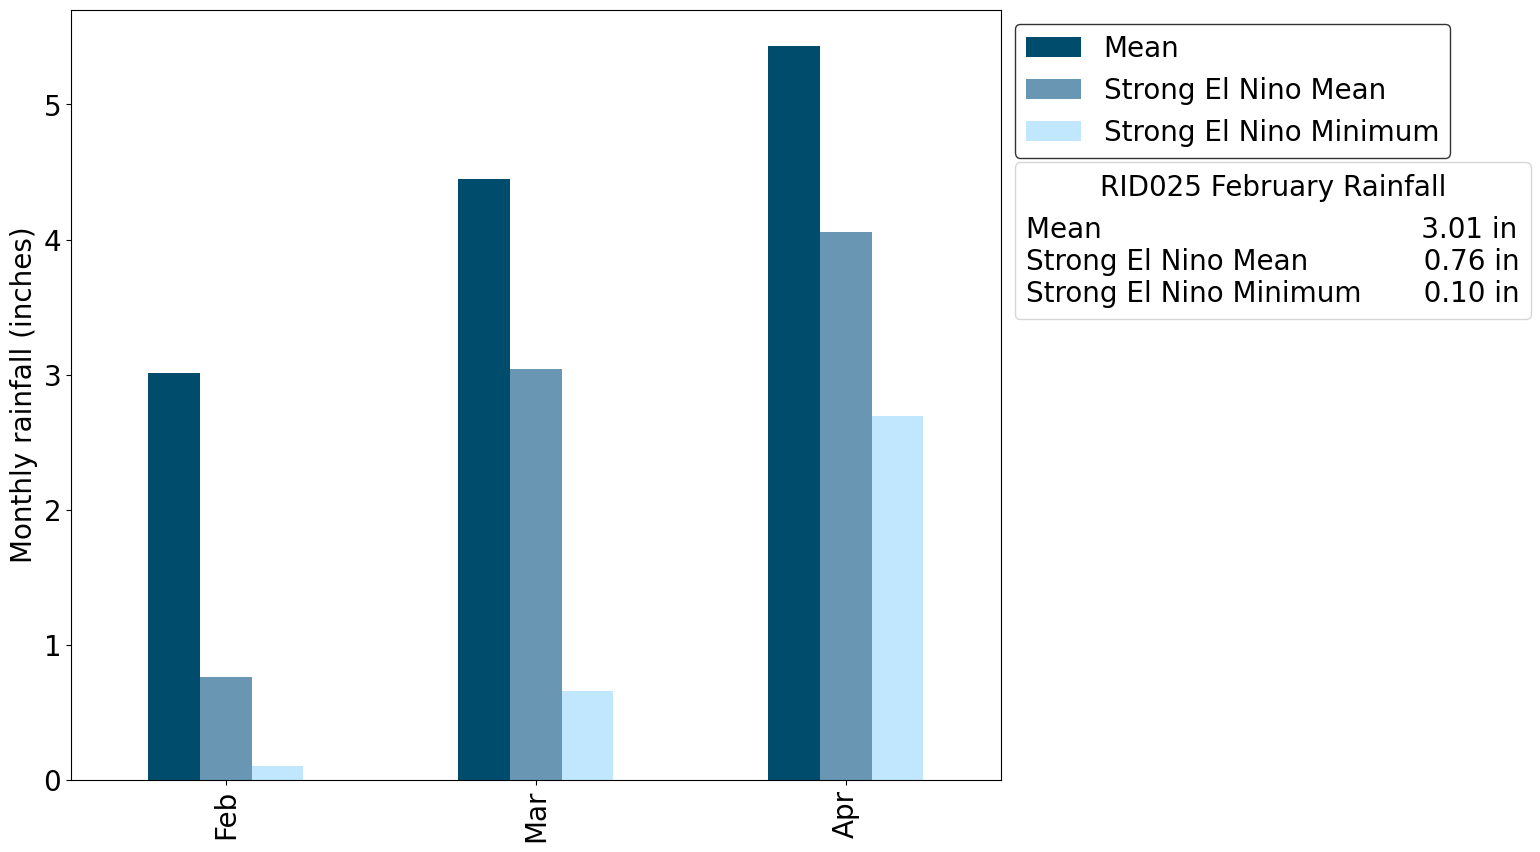 Monthly rainfall (inches)
5
4
3
2
1
0
Feb
Mar
Apr
Mean
Strong El Nino Mean
Strong El Nino Minimum
RID025 February Rainfall
Mean 3.01 in
Strong El Nino Mean 0.76 in
Strong El Nino Minimum 0.10 in